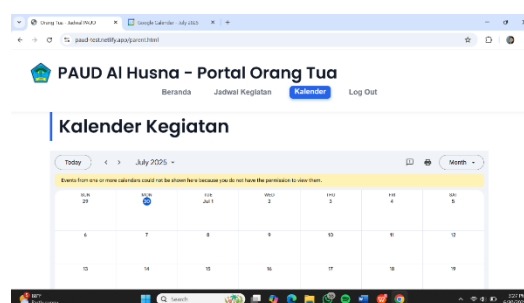 Orang Tua - Jadwal PAUD
Google Calendar - July 2025
paud-test.netlify.app/parent.html
PAUD Al Husna – Portal Orang Tua
Beranda Jadwal Kegiatan Kalender Log Out
Kalender Kegiatan
Today July 2025 Month
Events from one or more calendars could not be shown here because you do not have the permission to view them.
SUN MON TUE WED THU FRI SAT
29 30 Jul 1 2 3 4 5
6 7 8 9 10 11 12
13 14 15 16 17 18 19
Search
3:27 PM